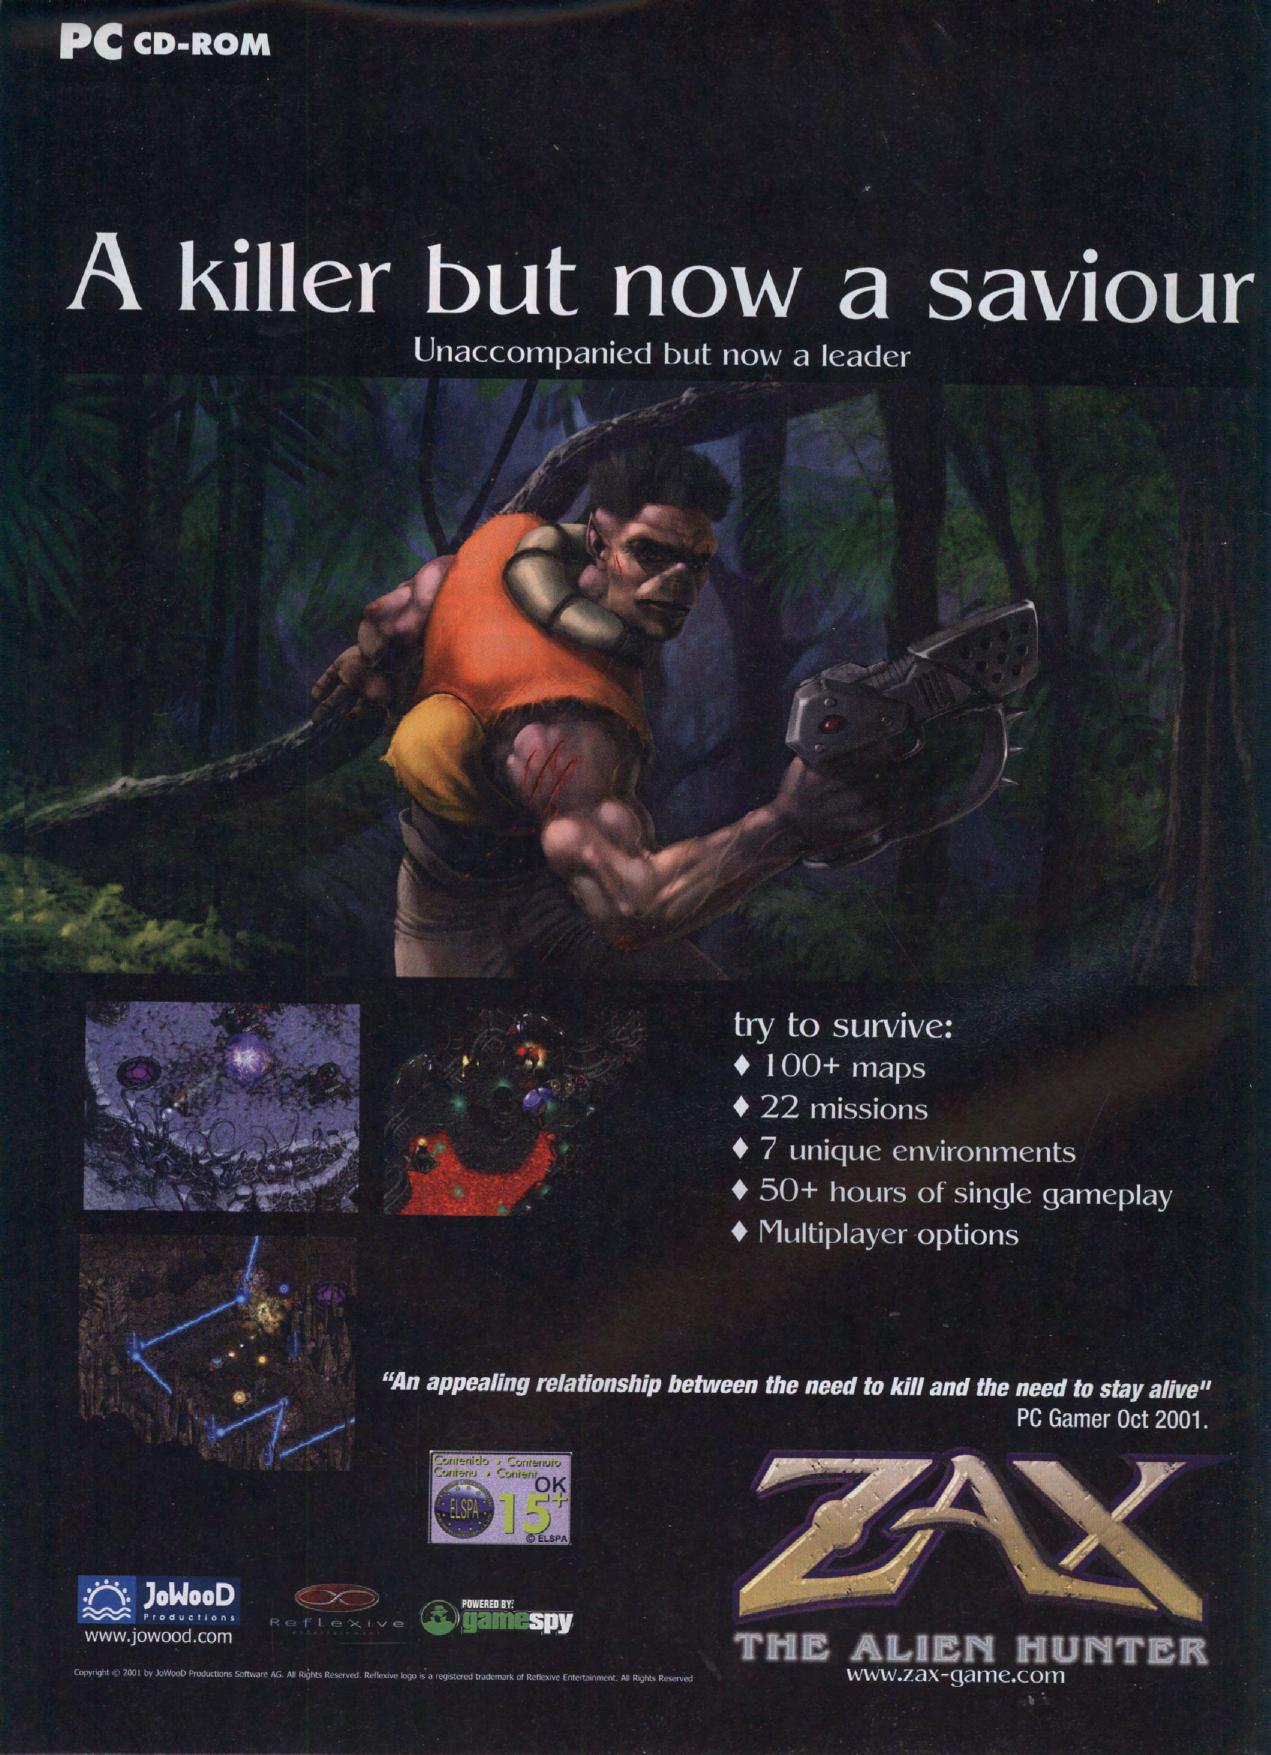 PC CD-ROM
A killer but now a saviour
Unaccompanied but now a leader
try to survive:
♦ 100+ maps
♦ 22 missions
♦ 7 unique environments
♦ 50+ hours of single gameplay
♦ Multiplayer options
"An appealing relationship between the need to kill and the need to stay alive"
PC Gamer Oct 2001.
Contenido • Contenuto
Contenu • Content
OK
ELSPA
15+
© ELSPA
ZAX
THE ALIEN HUNTER
www.zax-game.com
JoWooD
Productions
www.jowood.com
Reflexive
Entertainment
POWERED BY:
gamespy
Copyright © 2001 by JoWooD Productions Software AG. All Rights Reserved. Reflexive logo is a registered trademark of Reflexive Entertainment. All Rights Reserved